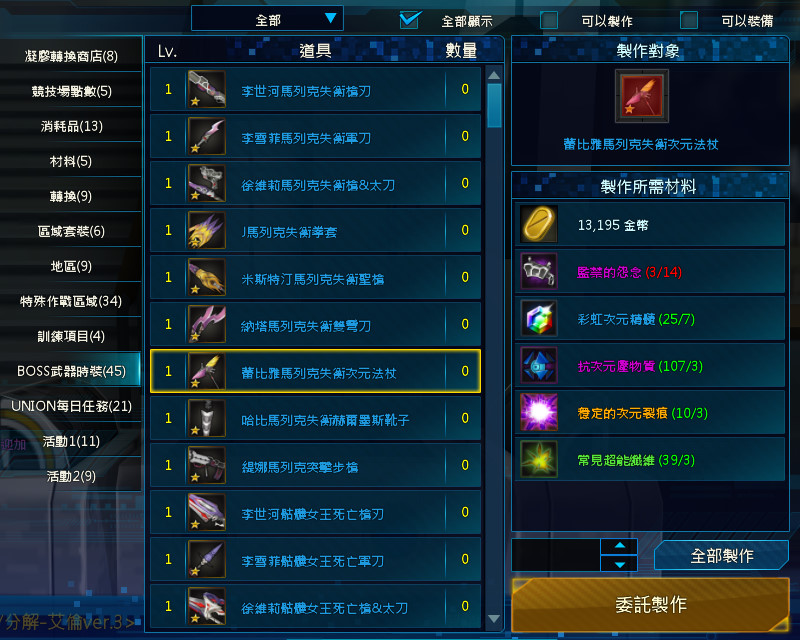 全部
全部顯示
可以製作
可以裝備
凝膠轉換商店(8)
競技場點數(5)
消耗品(13)
材料(5)
轉換(9)
區域套裝(6)
地區(9)
特殊作戰區域(34)
訓練項目(4)
BOSS武器時裝(45)
UNION每日任務(21)
活動1(11)
活動2(9)
Lv. 道具 數量
1 李世河馬列克失衡槍刃 0
1 李雪菲馬列克失衡軍刀 0
1 徐維莉馬列克失衡槍&太刀 0
1 J馬列克失衡拳套 0
1 米斯特汀馬列克失衡聖槍 0
1 納塔馬列克失衡雙彎刀 0
1 蕾比雅馬列克失衡次元法杖 0
1 哈比馬列克失衡赫爾墨斯靴子 0
1 緹娜馬列克突擊步槍 0
1 李世河骷髏女王死亡槍刃 0
1 李雪菲骷髏女王死亡軍刀 0
1 徐維莉骷髏女王死亡槍&太刀 0
製作對象
蕾比雅馬列克失衡次元法杖
製作所需材料
13,195 金幣
監禁的怨念 (3/14)
彩虹次元精髓 (25/7)
抗次元塵物質 (107/3)
穩定的次元裂痕 (10/3)
常見超能纖維 (39/3)
全部製作
委託製作
/分解-艾倫ver.3>